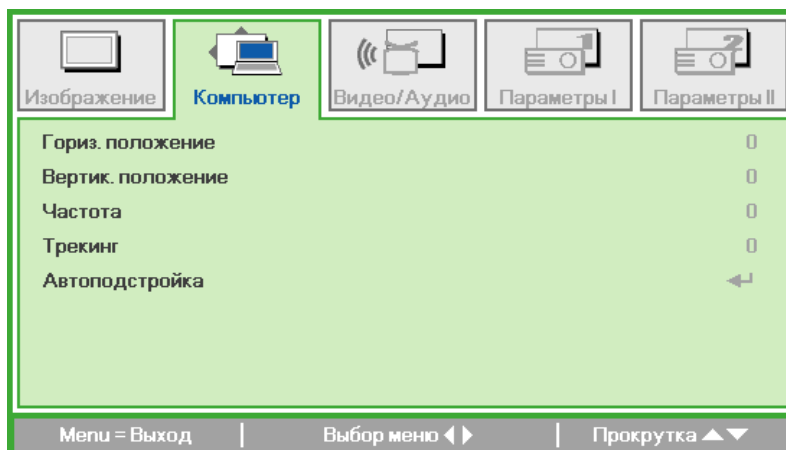 Изображение
Компьютер
Видео/Аудио
Параметры I
Параметры II
Гориз. положение 0
Вертик. положение 0
Частота 0
Трекинг 0
Автоподстройка
Menu = Выход | Выбор меню | Прокрутка